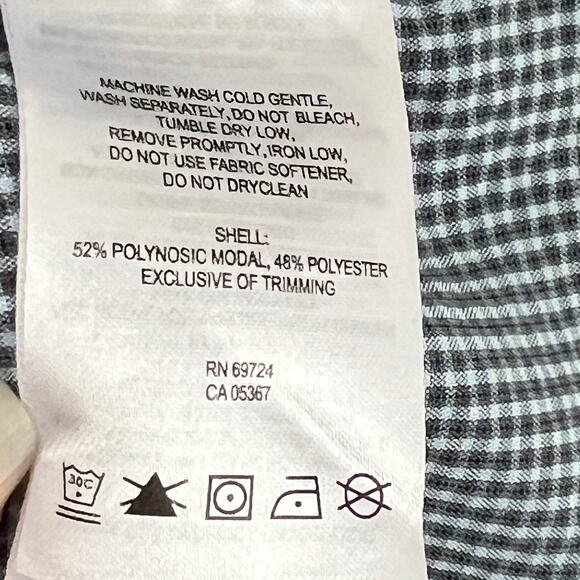 MACHINE WASH COLD GENTLE,
WASH SEPARATELY,DO NOT BLEACH,
TUMBLE DRY LOW,
REMOVE PROMPTLY,IRON LOW,
DO NOT USE FABRIC SOFTENER,
DO NOT DRYCLEAN
SHELL:
52% POLYNOSIC MODAL, 48% POLYESTER
EXCLUSIVE OF TRIMMING
RN 69724
CA 05367
30C